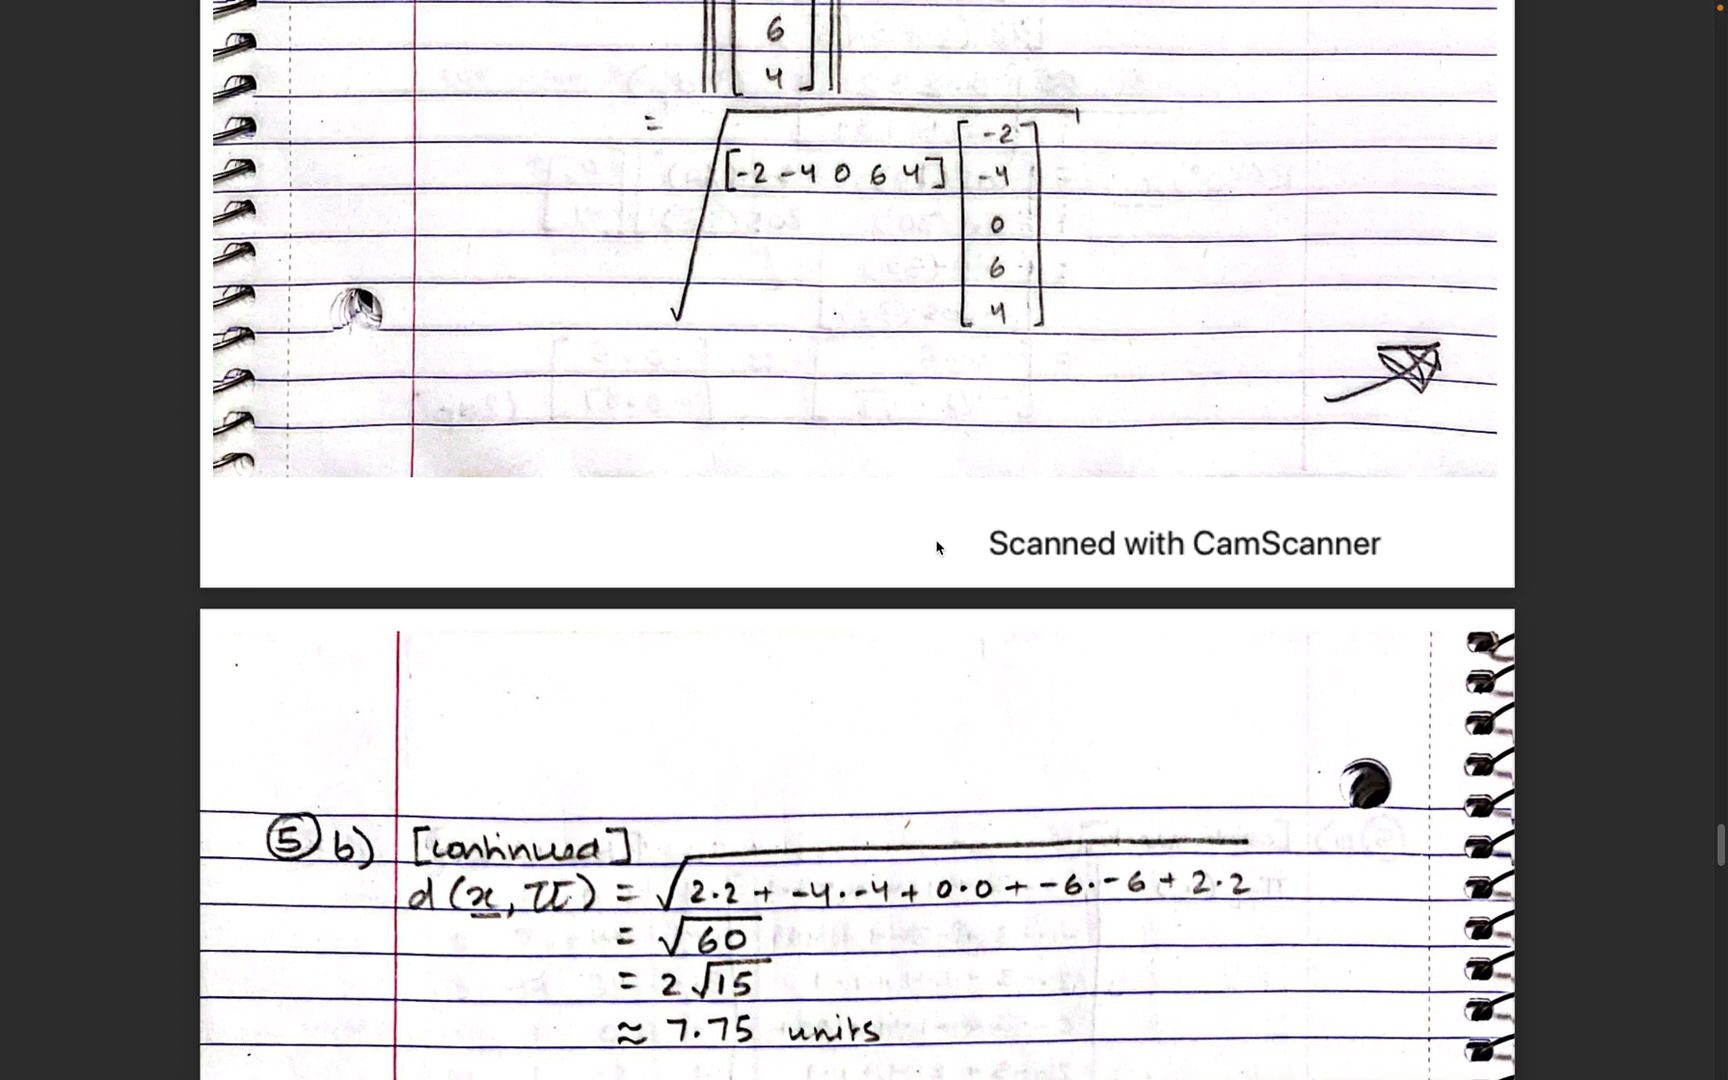 6
4
=
-2
[-2 -4 0 6 4] -4
0
6
4
Scanned with CamScanner
⑤ b) [continued]
d(x, π) = √2·2 + -4·-4 + 0·0 + -6·-6 + 2·2
= √60
= 2√15
≈ 7.75 units